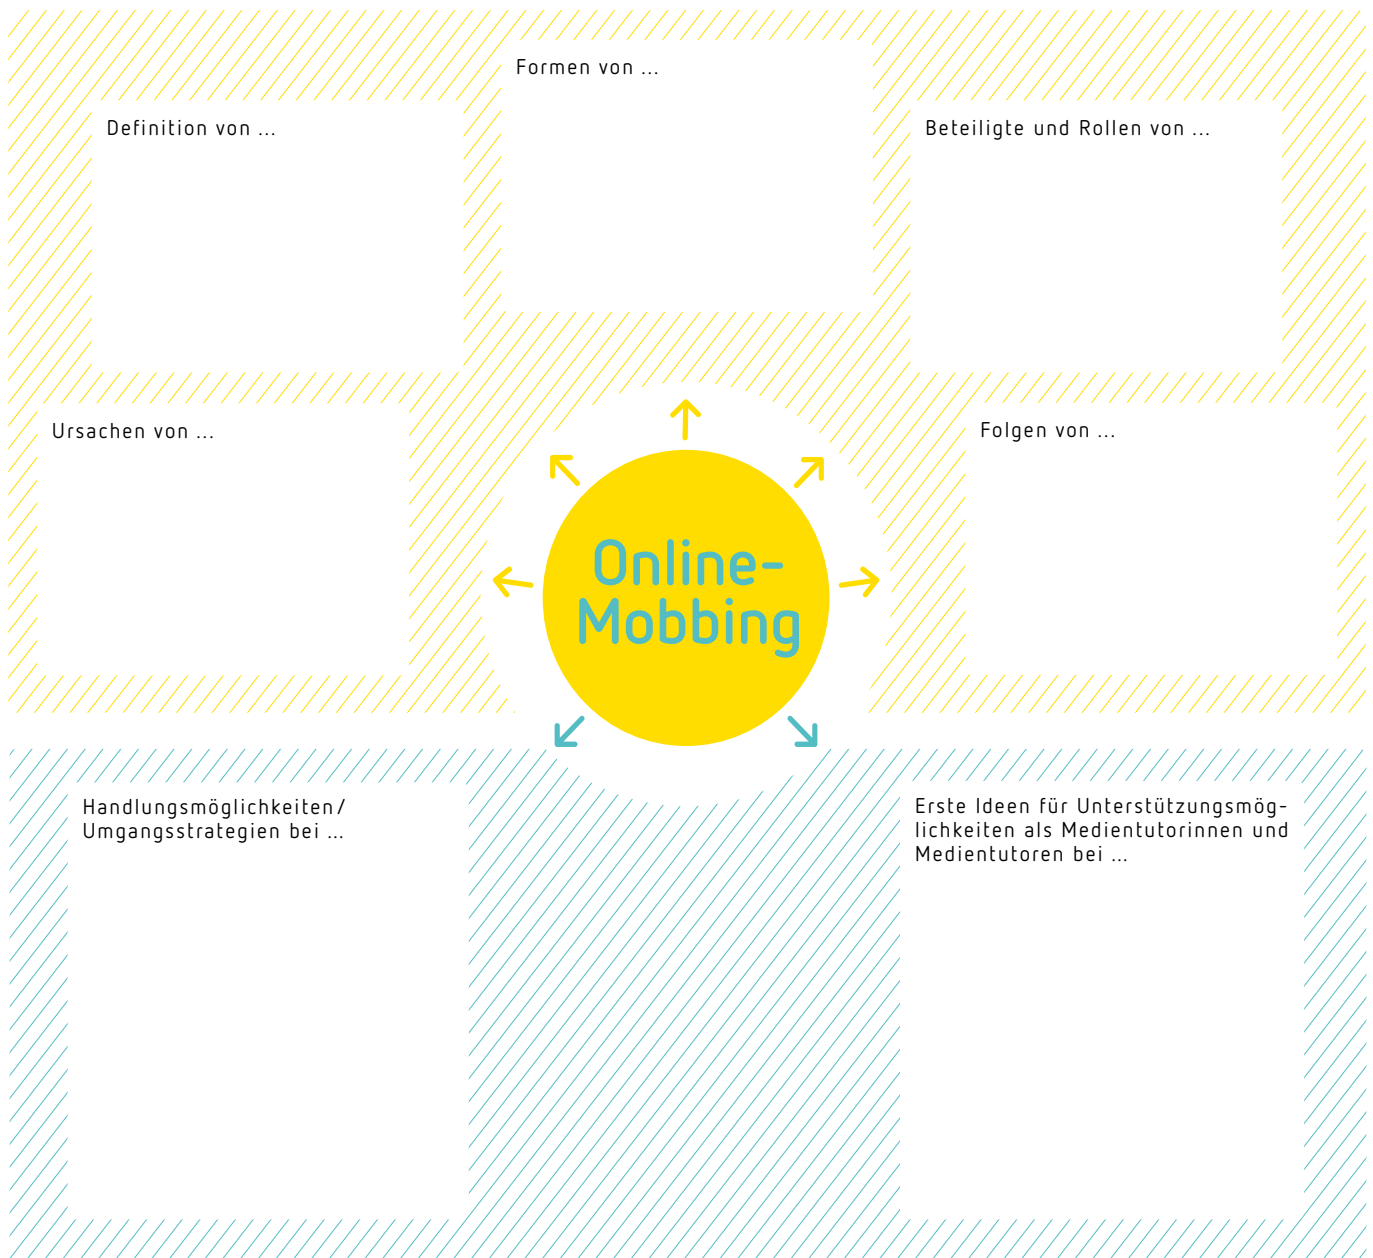 Formen von ...
Definition von ...
Beteiligte und Rollen von ...
Ursachen von ...
Folgen von ...
Online-
Mobbing
Handlungsmöglichkeiten/
Umgangsstrategien bei ...
Erste Ideen für Unterstützungsmög-
lichkeiten als Medientutorinnen und
Medientutoren bei ...